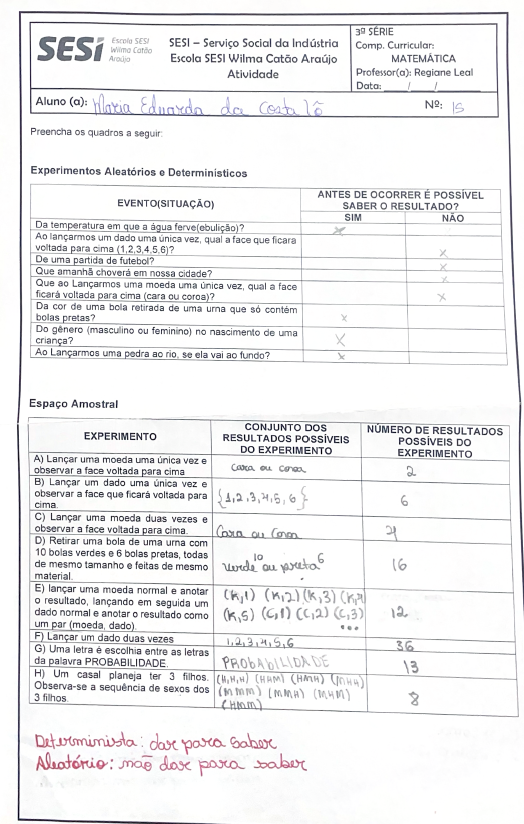 SESI Escola SESI
Wilma Catão
Araújo
SESI – Serviço Social da Indústria
Escola SESI Wilma Catão Araújo
Atividade
3ª SÉRIE
Comp. Curricular:
MATEMÁTICA
Professor(a): Regiane Leal
Data: ___/___/___
Aluno (a): Maria Eduarda da Costa Lô Nº: 15
Preencha os quadros a seguir:
Experimentos Aleatórios e Deterministicos
EVENTO(SITUAÇÃO)
ANTES DE OCORRER É POSSÍVEL
SABER O RESULTADO?
SIM NÃO
Da temperatura em que a água ferve(ebulição)? x
Ao lançarmos um dado uma única vez, qual a face que ficara
voltada para cima (1,2,3,4,5,6)? x
De uma partida de futebol? x
Que amanhã choverá em nossa cidade? x
Que ao Lançarmos uma moeda uma única vez, qual a face
ficará voltada para cima (cara ou coroa)? x
Da cor de uma bola retirada de uma urna que só contém
bolas pretas? x
Do gênero (masculino ou feminino) no nascimento de uma
criança? x
Ao Lançarmos uma pedra ao rio, se ela vai ao fundo? x
Espaço Amostral
EXPERIMENTO
CONJUNTO DOS
RESULTADOS POSSÍVEIS
DO EXPERIMENTO
NÚMERO DE RESULTADOS
POSSÍVEIS DO
EXPERIMENTO
A) Lançar uma moeda uma única vez e
observar a face voltada para cima
cara ou coroa
2
B) Lançar um dado uma única vez e
observar a face que ficará voltada para
cima.
{1,2,3,4,5,6}
6
C) Lançar uma moeda duas vezes e
observar a face voltada para cima.
Cara ou Coroa
4
D) Retirar uma bola de uma urna com
10 bolas verdes e 6 bolas pretas, todas
de mesmo tamanho e feitas de mesmo
material.
10 6
verde ou preta
16
E) lançar uma moeda normal e anotar
o resultado, lançando em seguida um
dado normal e anotar o resultado como
um par (moeda, dado).
(K,1) (K,2) (K,3) (K,4
(K,5) (C,1) (C,2) (C,3)
...
12
F) Lançar um dado duas vezes
1,2,3,4,5,6
36
G) Uma letra é escolhia entre as letras
da palavra PROBABILIDADE.
PROBABILIDADE
13
H) Um casal planeja ter 3 filhos.
Observa-se a sequência de sexos dos
3 filhos.
(H,H,H) (HHM) (HMH) (MHH)
(MMM) (MMH) (MHM)
(HMM)
8
Determinista: dar para saber
Aleatório: não dar para saber